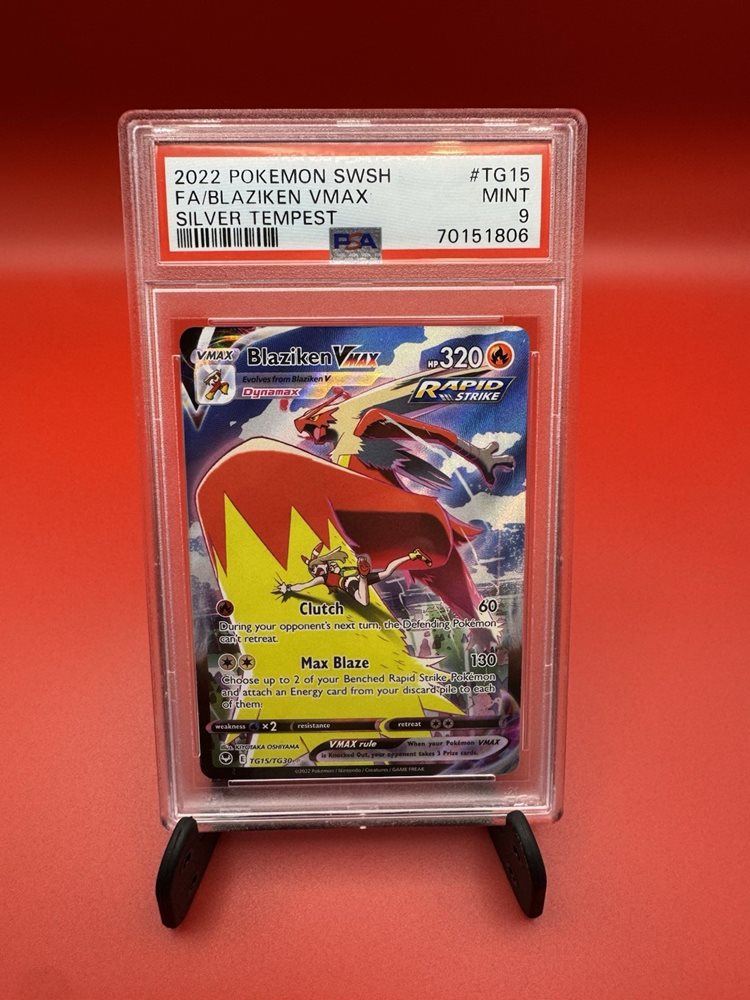 2022 POKEMON SWSH #TG15
FA/BLAZIKEN VMAX MINT
SILVER TEMPEST 9
PSA 70151806
VMAX Blaziken VMAX HP 320
Evolves from Blaziken V
Dynamax RAPID STRIKE
Clutch 60
During your opponent's next turn, the Defending Pokémon
can't retreat.
Max Blaze 130
Choose up to 2 of your Benched Rapid Strike Pokémon
and attach an Energy card from your discard pile to each
of them.
weakness ×2 resistance retreat
Illus. KIYOTAKA OSHIYAMA VMAX rule When your Pokémon VMAX
is Knocked Out, your opponent takes 3 Prize cards.
E TG15/TG30
©2022 Pokémon / Nintendo / Creatures / GAME FREAK